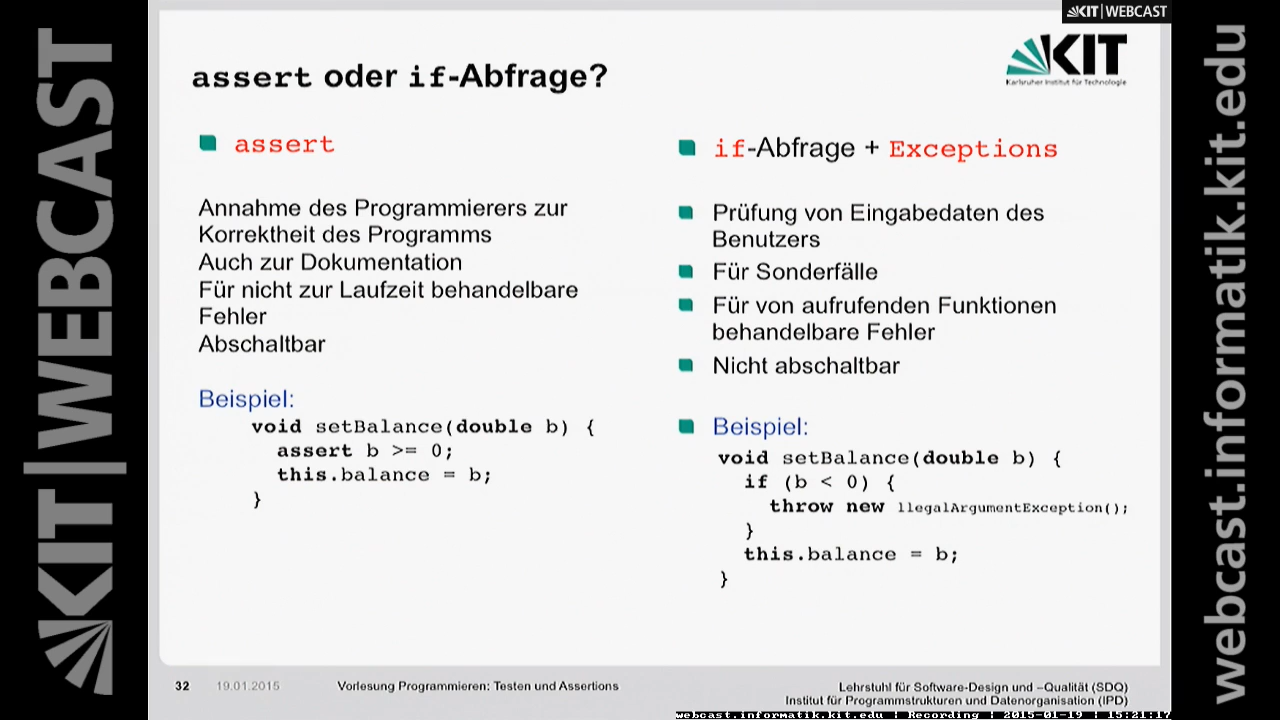 KIT|WEBCAST
KIT|WEBCAST
assert oder if-Abfrage?
KIT
Karlsruher Institut für Technologie
assert
Annahme des Programmierers zur
Korrektheit des Programms
Auch zur Dokumentation
Für nicht zur Laufzeit behandelbare
Fehler
Abschaltbar
Beispiel:
void setBalance(double b) {
assert b >= 0;
this.balance = b;
}
if-Abfrage + Exceptions
Prüfung von Eingabedaten des
Benutzers
Für Sonderfälle
Für von aufrufenden Funktionen
behandelbare Fehler
Nicht abschaltbar
Beispiel:
void setBalance(double b) {
if (b < 0) {
throw new llegalArgumentException();
}
this.balance = b;
}
32 19.01.2015 Vorlesung Programmieren: Testen und Assertions
Lehrstuhl für Software-Design und –Qualität (SDQ)
Institut für Programmstrukturen und Datenorganisation (IPD)
webcast.informatik.kit.edu | Recording | 2015-01-19 | 15:21:17
webcast.informatik.kit.edu